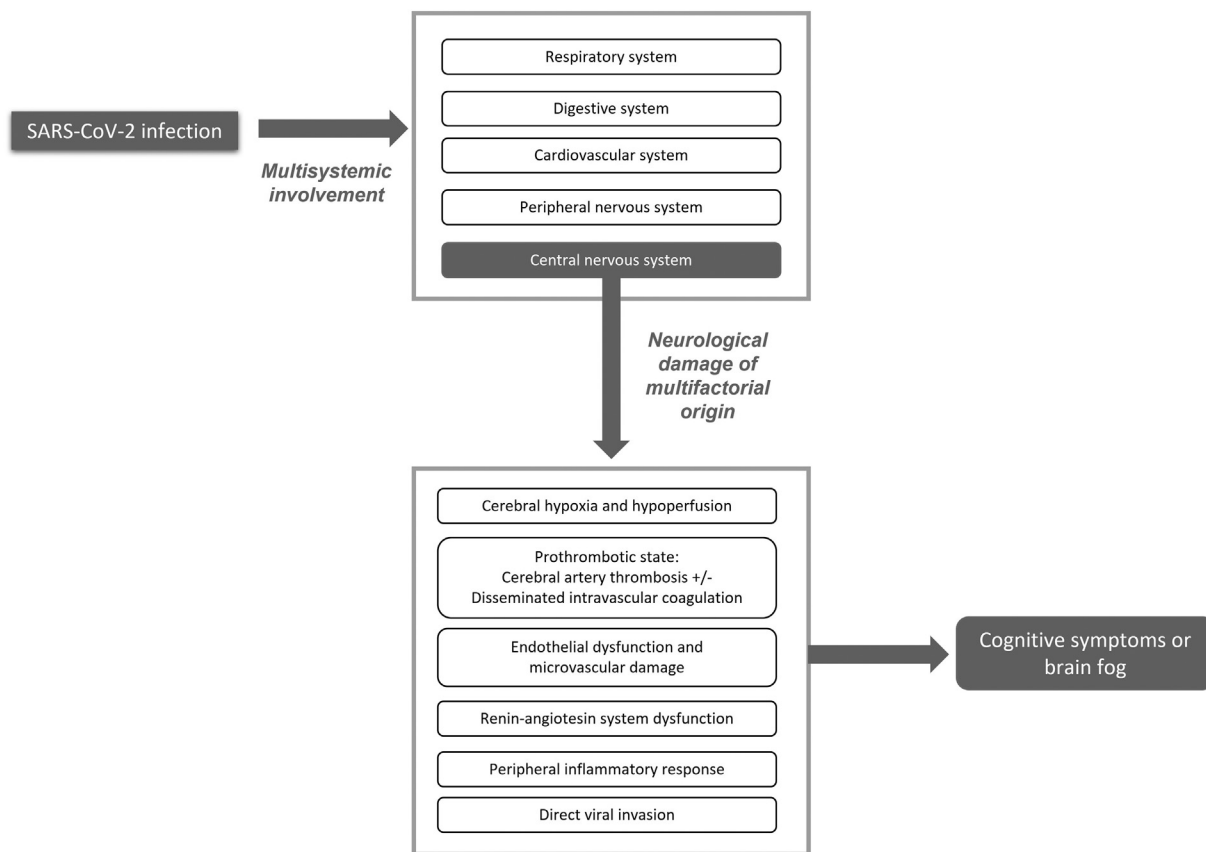 Respiratory system
Digestive system
SARS-CoV-2 infection
Cardiovascular system
Multisystemic
involvement
Peripheral nervous system
Central nervous system
Neurological
damage of
multifactorial
origin
Cerebral hypoxia and hypoperfusion
Prothrombotic state:
Cerebral artery thrombosis +/-
Disseminated intravascular coagulation
Endothelial dysfunction and
microvascular damage
Renin-angiotesin system dysfunction
Peripheral inflammatory response
Direct viral invasion
Cognitive symptoms or
brain fog